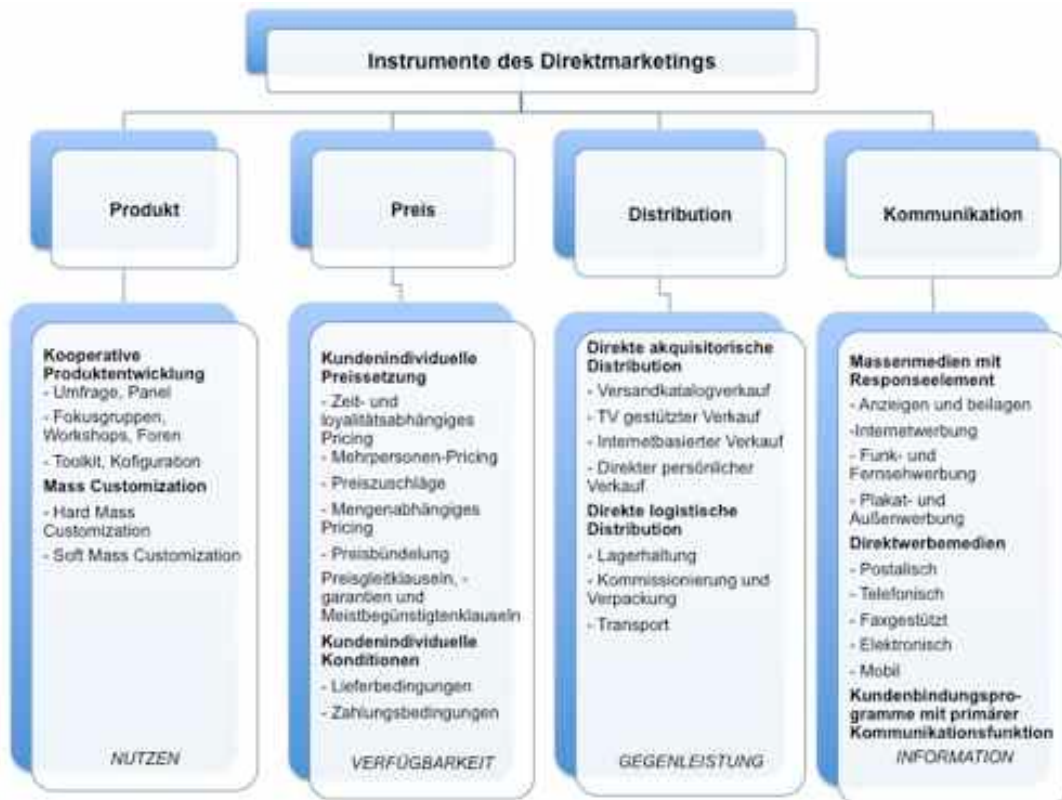 Instrumente des Direktmarketings
Produkt
Preis
Distribution
Kommunikation
Kooperative
Produktentwicklung
- Umfrage, Panel
- Fokusgruppen,
Workshops, Foren
- Toolkit, Kofiguration
Mass Customization
- Hard Mass
Customization
- Soft Mass Customization
NUTZEN
Kundenindividuelle
Preissetzung
- Zeit- und
loyalitätsabhängiges
Pricing
- Mehrpersonen-Pricing
- Preiszuschläge
- Mengenabhängiges
Pricing
- Preisbündelung
Preisgleitklauseln, -
garantien und
Meistbegünstigtenklauseln
Kundenindividuelle
Konditionen
- Lieferbedingungen
- Zahlungsbedingungen
VERFÜGBARKEIT
Direkte akquisitorische
Distribution
- Versandkatalogverkauf
- TV gestützter Verkauf
- Internetbasierter Verkauf
- Direkter persönlicher
Verkauf
Direkte logistische
Distribution
- Lagerhaltung
- Kommissionierung und
Verpackung
- Transport
GEGENLEISTUNG
Massenmedien mit
Responseelement
- Anzeigen und beilagen
-Internetwerbung
- Funk- und
Fernsehwerbung
- Plakat- und
Außenwerbung
Direktwerbemedien
- Postalisch
- Telefonisch
- Faxgestützt
- Elektronisch
- Mobil
Kundenbindungspro-
gramme mit primärer
Kommunikationsfunktion
INFORMATION